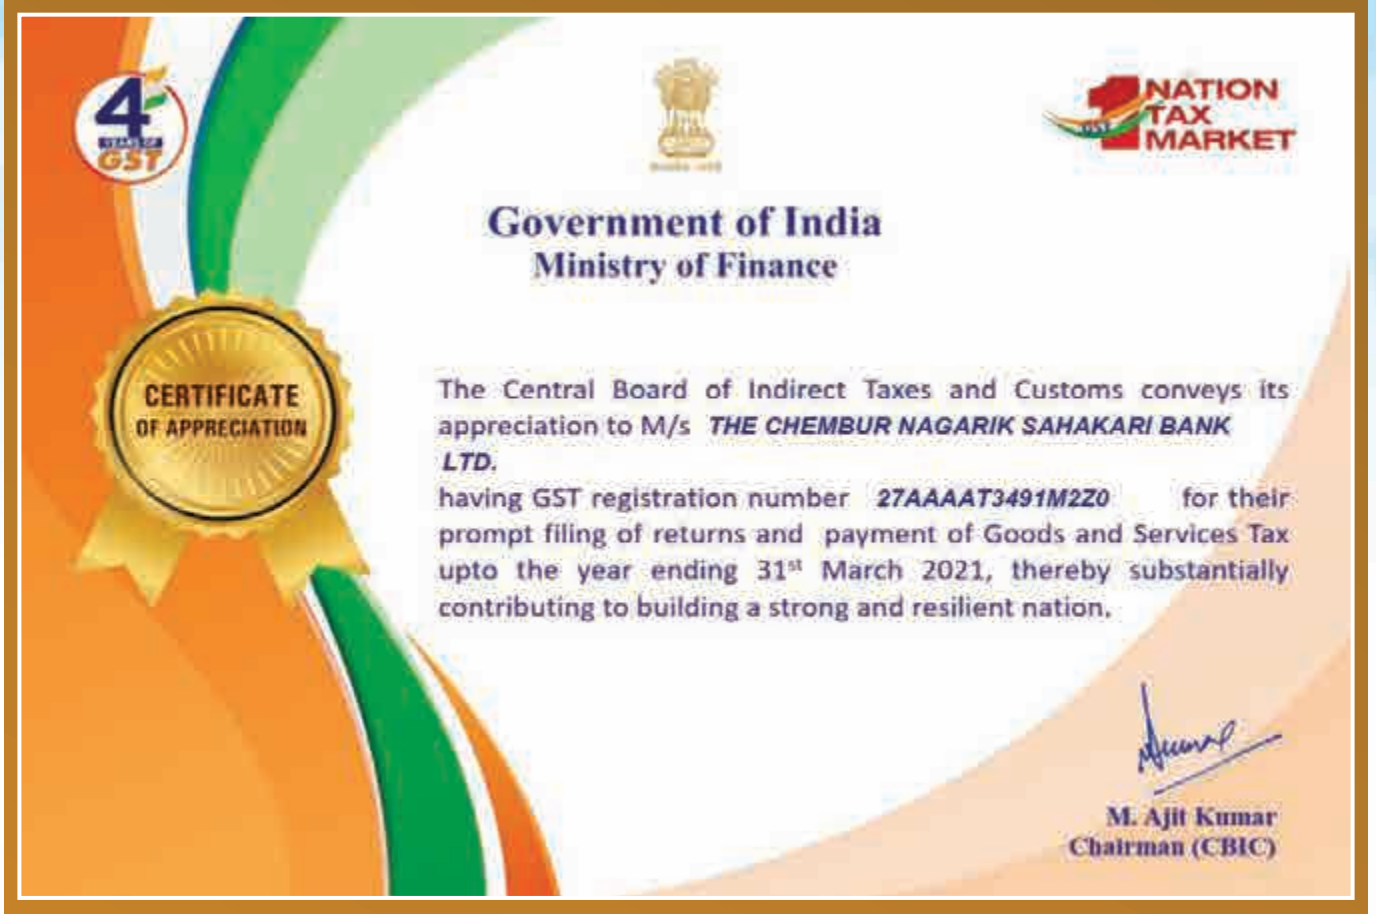 4
YEARS OF
GST
1 NATION
TAX
MARKET
GST
Government of India
Ministry of Finance
CERTIFICATE
OF APPRECIATION
The Central Board of Indirect Taxes and Customs conveys its
appreciation to M/s THE CHEMBUR NAGARIK SAHAKARI BANK
LTD.
having GST registration number 27AAAAT3491M2Z0 for their
prompt filing of returns and payment of Goods and Services Tax
upto the year ending 31st March 2021, thereby substantially
contributing to building a strong and resilient nation.
M. Ajit Kumar
Chairman (CBIC)